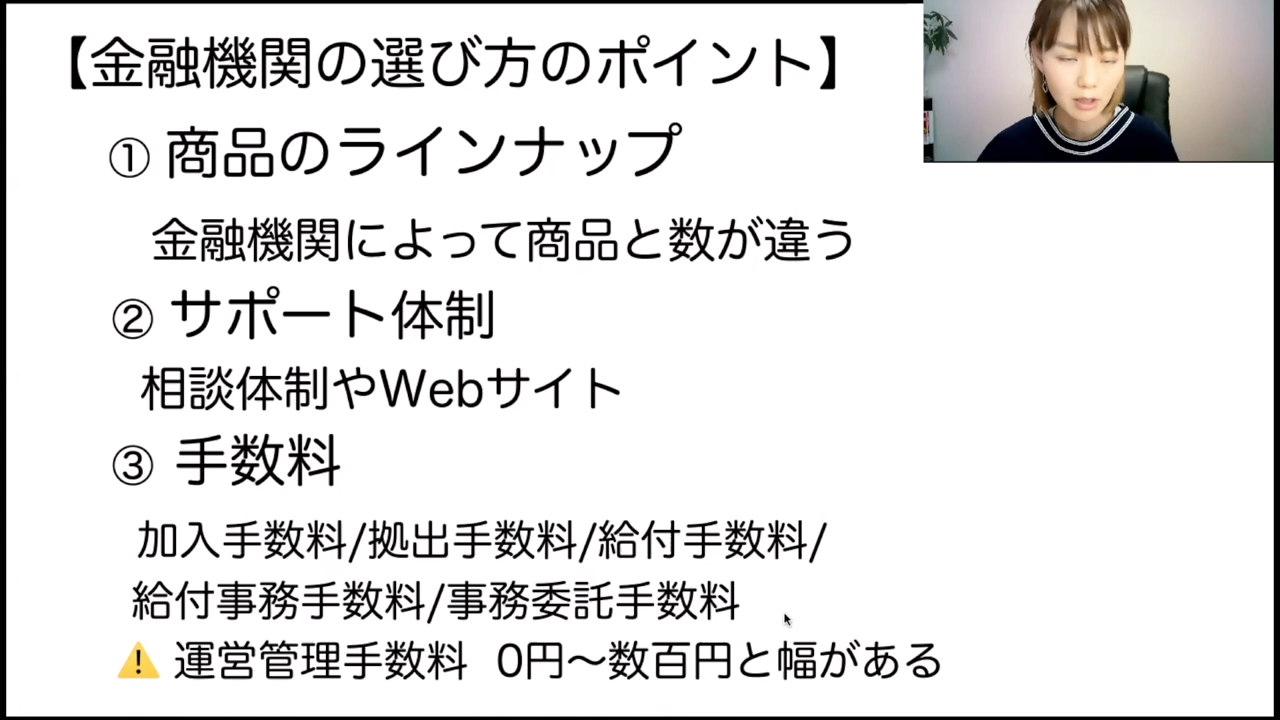 【金融機関の選び方のポイント】
① 商品のラインナップ
金融機関によって商品と数が違う
② サポート体制
相談体制やWebサイト
③ 手数料
加入手数料/拠出手数料/給付手数料/
給付事務手数料/事務委託手数料
⚠️ 運営管理手数料 0円〜数百円と幅がある